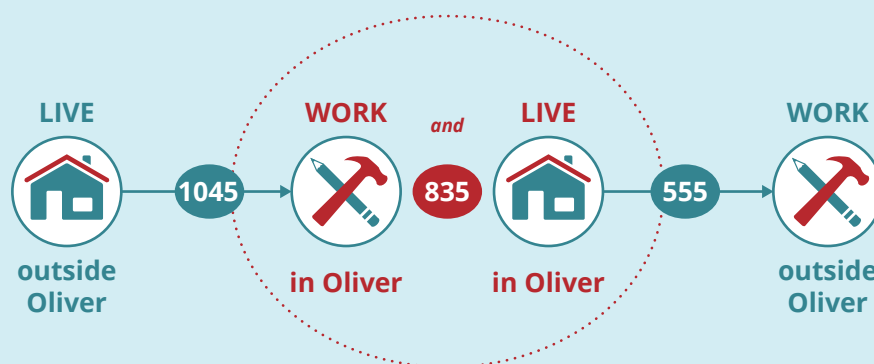 LIVE
outside
Oliver
1045
WORK
in Oliver
and
835
LIVE
in Oliver
555
WORK
outside
Oliver